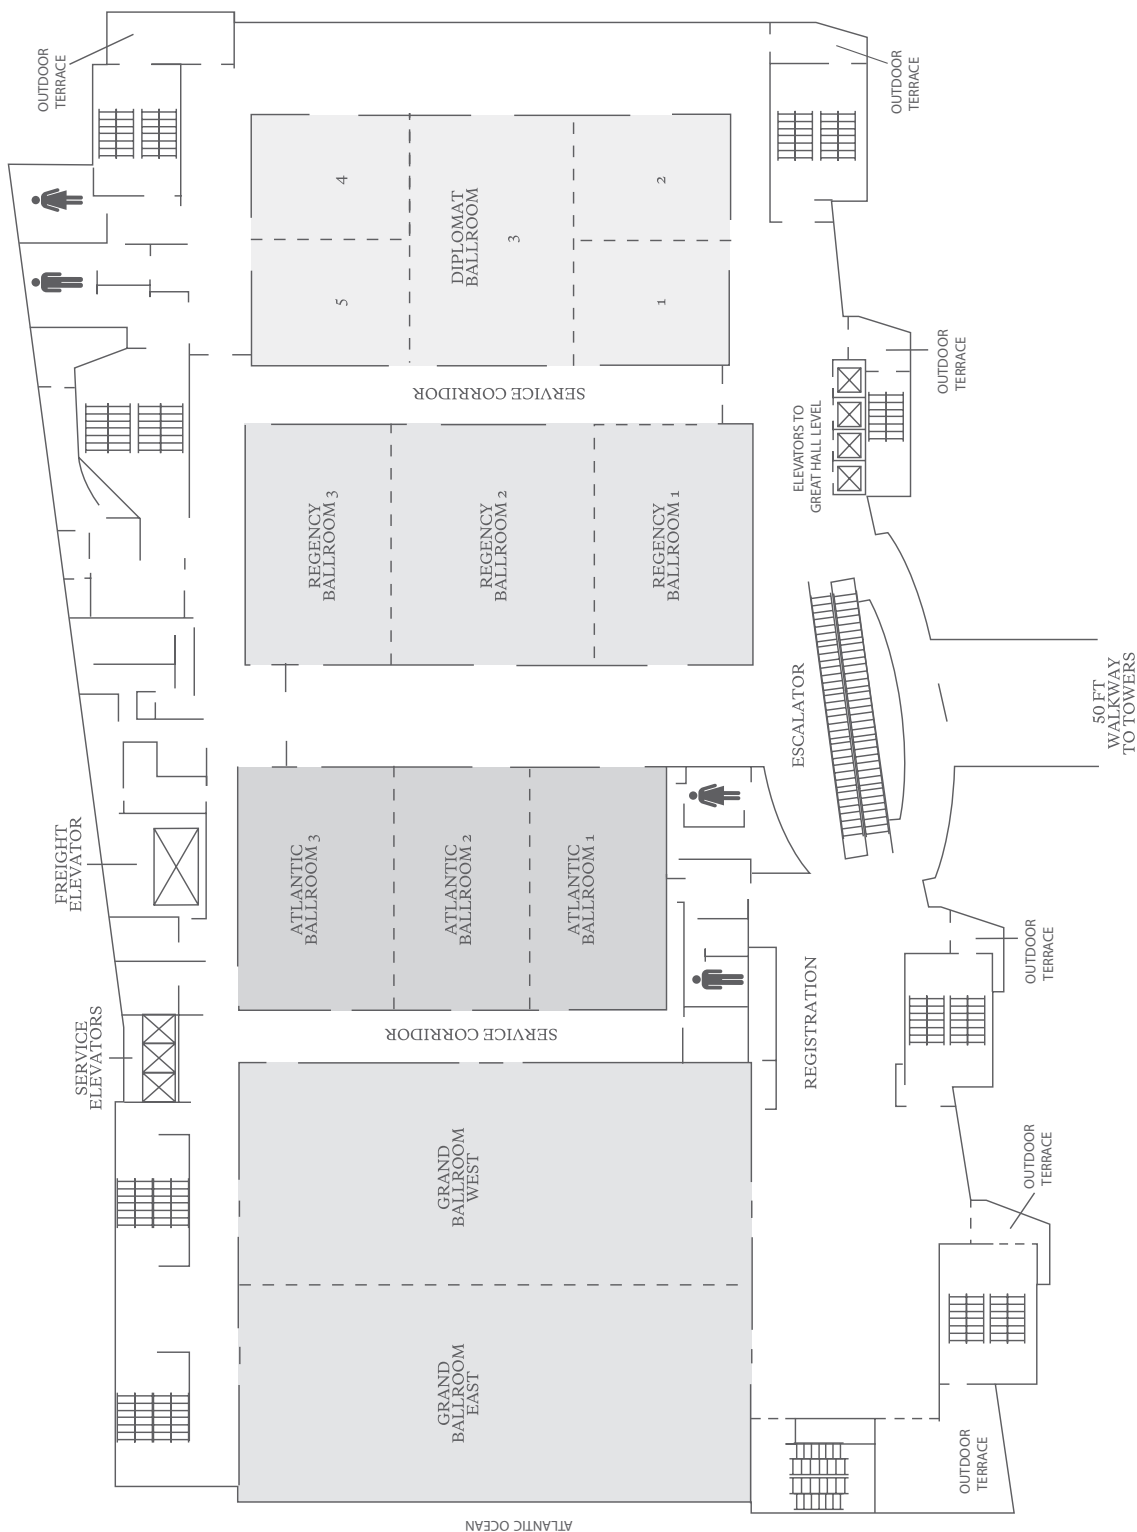 OUTDOOR
TERRACE
OUTDOOR
TERRACE
4
2
DIPLOMAT
BALLROOM
3
5
1
OUTDOOR
TERRACE
SERVICE CORRIDOR
ELEVATORS TO
GREAT HALL LEVEL
REGENCY
BALLROOM 3
REGENCY
BALLROOM 2
REGENCY
BALLROOM 1
ESCALATOR
50 FT
WALKWAY
TO TOWERS
FREIGHT
ELEVATOR
ATLANTIC
BALLROOM 3
ATLANTIC
BALLROOM 2
ATLANTIC
BALLROOM 1
OUTDOOR
TERRACE
SERVICE
ELEVATORS
SERVICE CORRIDOR
REGISTRATION
GRAND
BALLROOM
WEST
OUTDOOR
TERRACE
GRAND
BALLROOM
EAST
OUTDOOR
TERRACE
ATLANTIC OCEAN